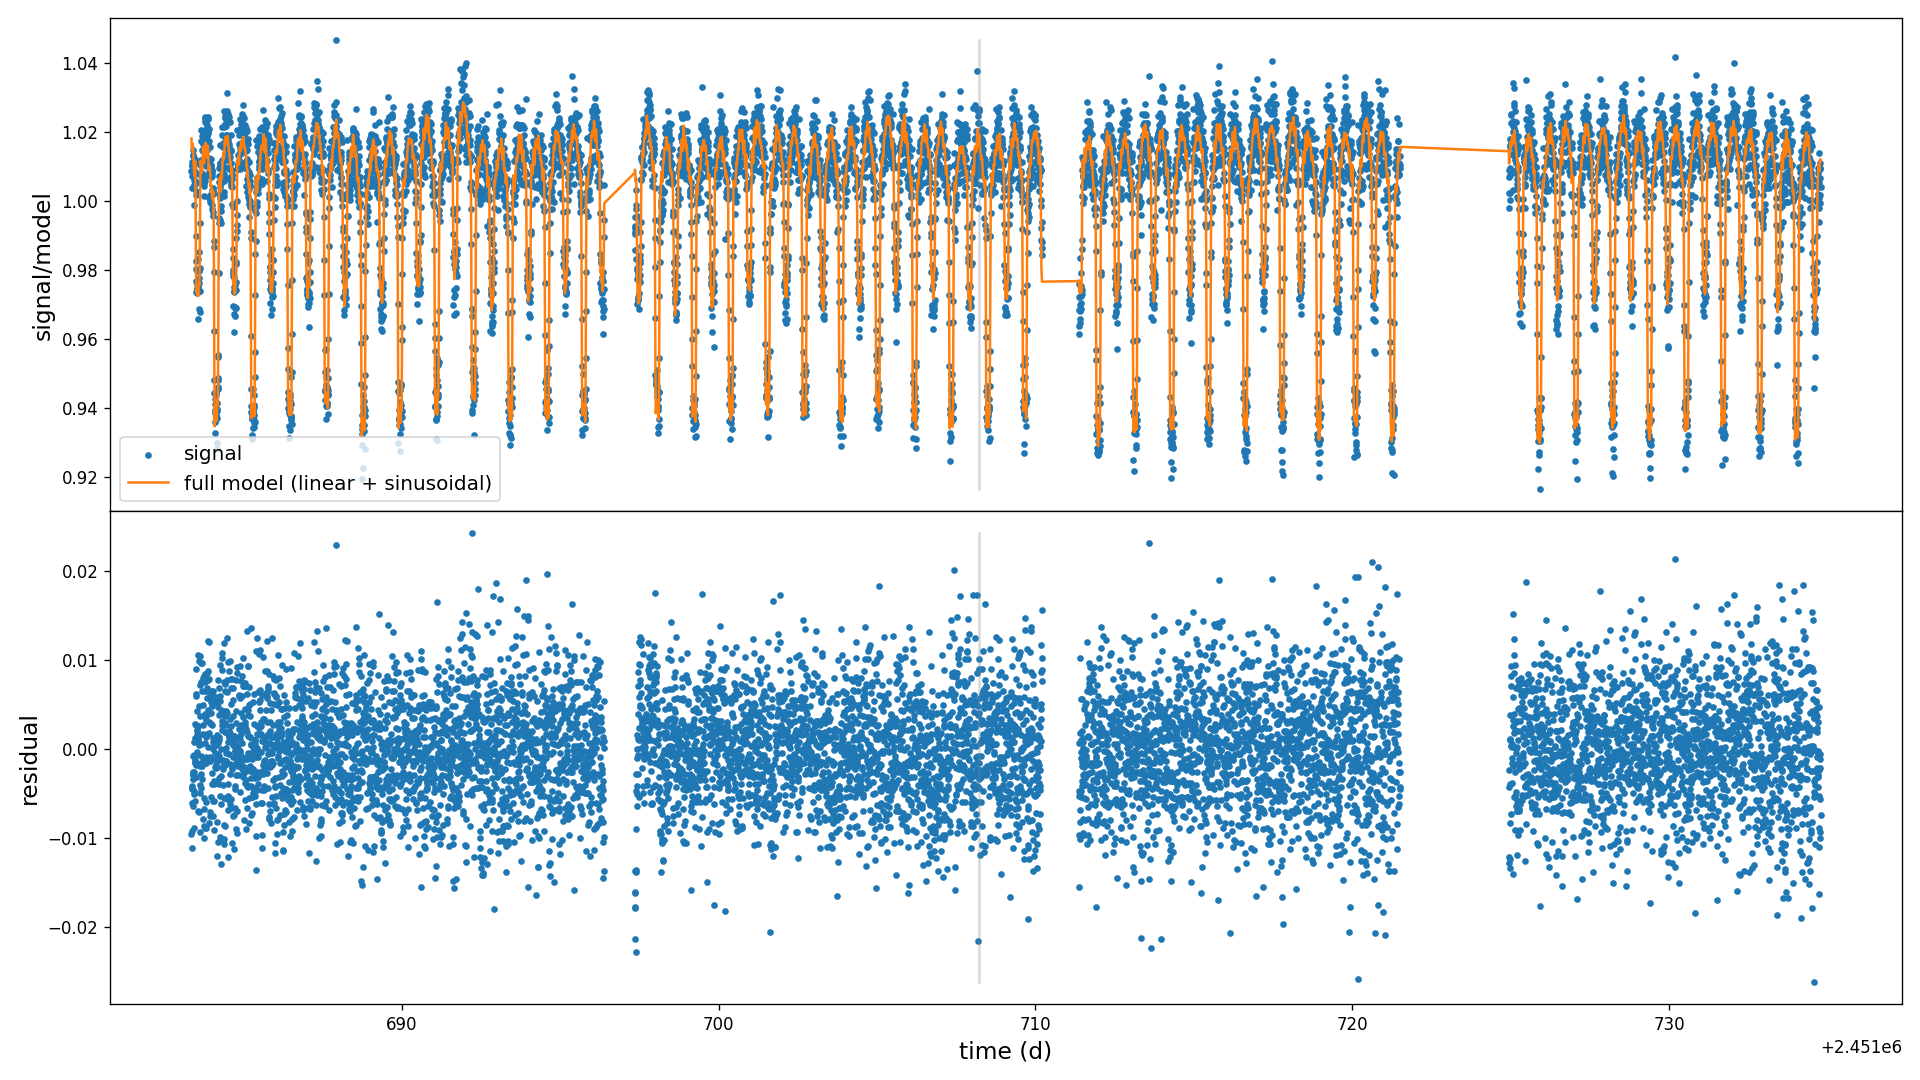 1.04
1.02
1.00
0.98
0.96
0.94
0.92
signal/model
signal
full model (linear + sinusoidal)
0.02
0.01
0.00
−0.01
−0.02
residual
690
700
710
720
730
time (d)
+2.451e6